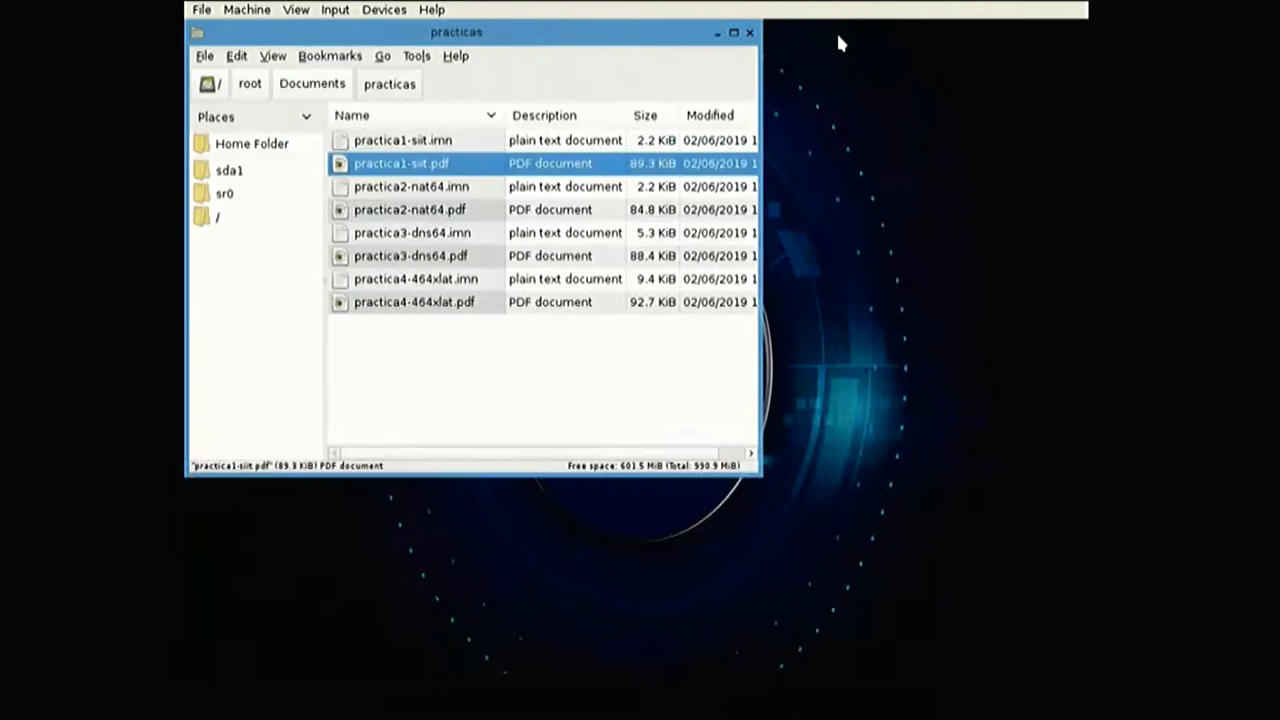 File Machine View Input Devices Help
practicas
File Edit View Bookmarks Go Tools Help
/ root Documents practicas
Places Name Description Size Modified
practica1-siit.imn plain text document 2.2 KiB 02/06/2019 1
Home Folder
practica1-siit.pdf PDF document 89.3 KiB 02/06/2019 1
sda1
practica2-nat64.imn plain text document 2.2 KiB 02/06/2019 1
sr0
practica2-nat64.pdf PDF document 84.8 KiB 02/06/2019 1
/
practica3-dns64.imn plain text document 5.3 KiB 02/06/2019 1
practica3-dns64.pdf PDF document 88.4 KiB 02/06/2019 1
practica4-464xlat.imn plain text document 9.4 KiB 02/06/2019 1
practica4-464xlat.pdf PDF document 92.7 KiB 02/06/2019 1
"practica1-siit.pdf" (89.3 KiB) PDF document Free space: 601.5 MiB (Total: 990.9 MiB)